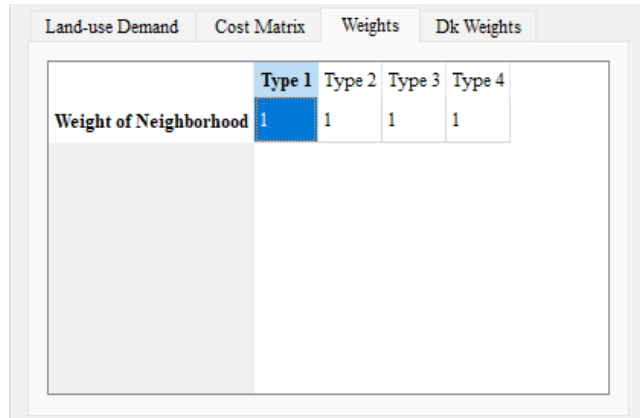 Land-use Demand Cost Matrix Weights Dk Weights
Type 1 Type 2 Type 3 Type 4
Weight of Neighborhood 1 1 1 1